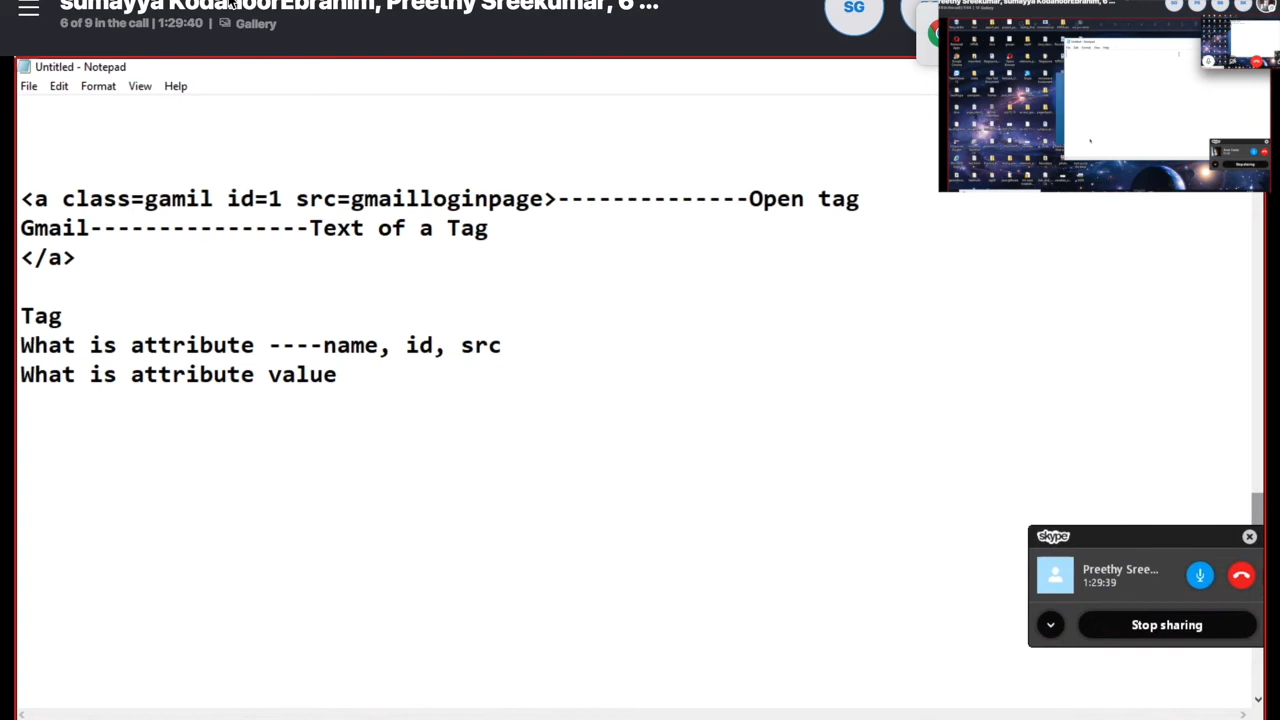 sumayya KodanoorEbrahim, Preethy Sreekumar, 6 ...
6 of 9 in the call | 1:29:40 | Gallery
SG
Untitled - Notepad
File Edit Format View Help
<a class=gamil id=1 src=gmailloginpage>--------------Open tag
Gmail----------------Text of a Tag
</a>
Tag
What is attribute ----name, id, src
What is attribute value
skype
Preethy Sree...
1:29:39
Stop sharing